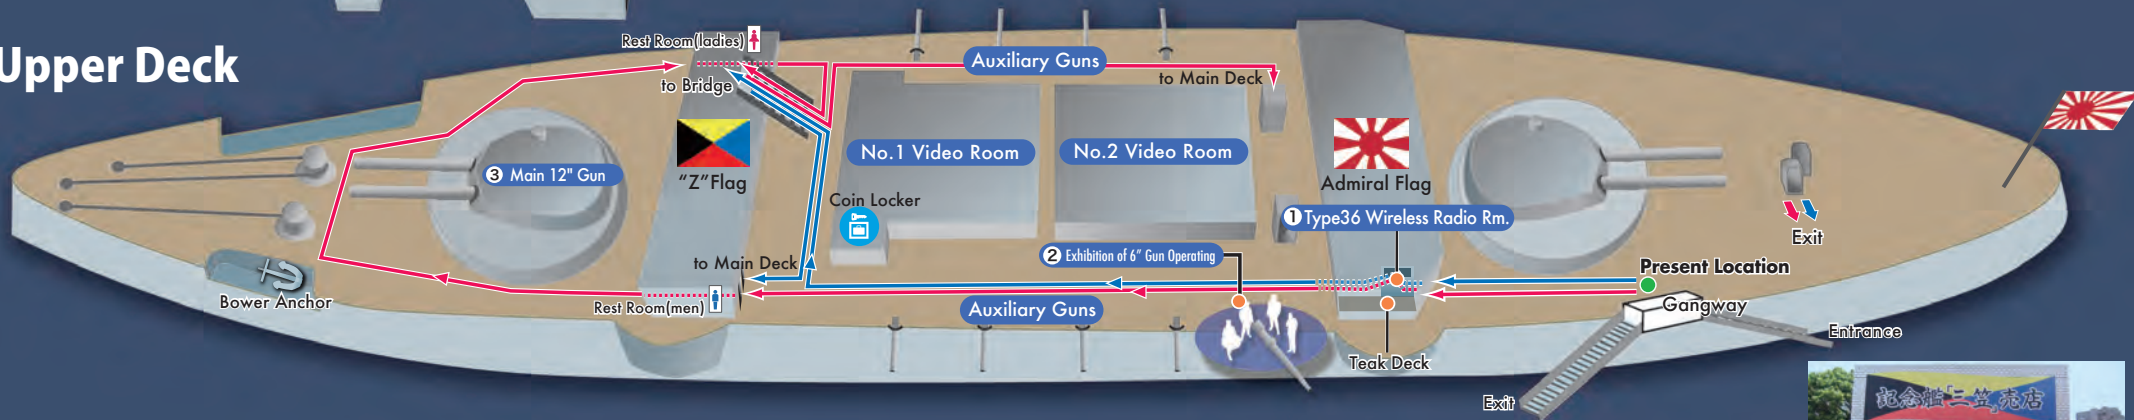 Upper Deck
Rest Room(ladies)
to Bridge
Auxiliary Guns
to Main Deck
No.1 Video Room
No.2 Video Room
③ Main 12" Gun
"Z"Flag
Admiral Flag
Coin Locker
① Type36 Wireless Radio Rm.
② Exhibition of 6" Gun Operating
Exit
to Main Deck
Present Location
Bower Anchor
Rest Room(men)
Auxiliary Guns
Gangway
Entrance
Teak Deck
Exit
記念艦「三笠」売店